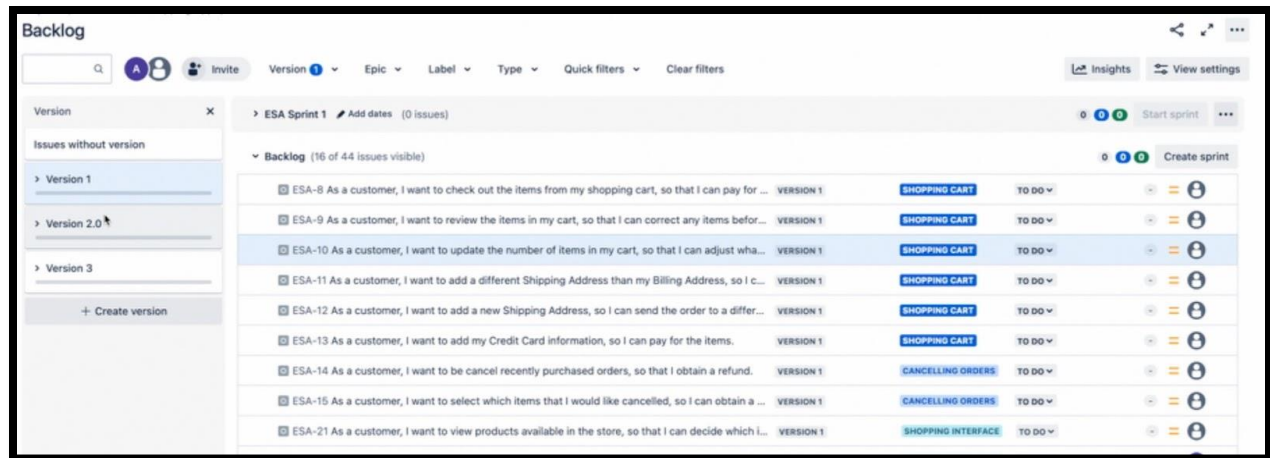 Backlog
A Invite Version 1 Epic Label Type Quick filters Clear filters Insights View settings
Version
Issues without version
Version 1
Version 2.0
Version 3
+ Create version
ESA Sprint 1 Add dates (0 issues) 0 0 0 Start sprint
Backlog (16 of 44 issues visible) 0 0 0 Create sprint
ESA-8 As a customer, I want to check out the items from my shopping cart, so that I can pay for ... VERSION 1 SHOPPING CART TO DO -
ESA-9 As a customer, I want to review the items in my cart, so that I can correct any items befor... VERSION 1 SHOPPING CART TO DO -
ESA-10 As a customer, I want to update the number of items in my cart, so that I can adjust wha... VERSION 1 SHOPPING CART TO DO -
ESA-11 As a customer, I want to add a different Shipping Address than my Billing Address, so I c... VERSION 1 SHOPPING CART TO DO -
ESA-12 As a customer, I want to add a new Shipping Address, so I can send the order to a differ... VERSION 1 SHOPPING CART TO DO -
ESA-13 As a customer, I want to add my Credit Card information, so I can pay for the items. VERSION 1 SHOPPING CART TO DO -
ESA-14 As a customer, I want to be cancel recently purchased orders, so that I obtain a refund. VERSION 1 CANCELLING ORDERS TO DO -
ESA-15 As a customer, I want to select which items that I would like cancelled, so I can obtain a ... VERSION 1 CANCELLING ORDERS TO DO -
ESA-21 As a customer, I want to view products available in the store, so that I can decide which i... VERSION 1 SHOPPING INTERFACE TO DO -